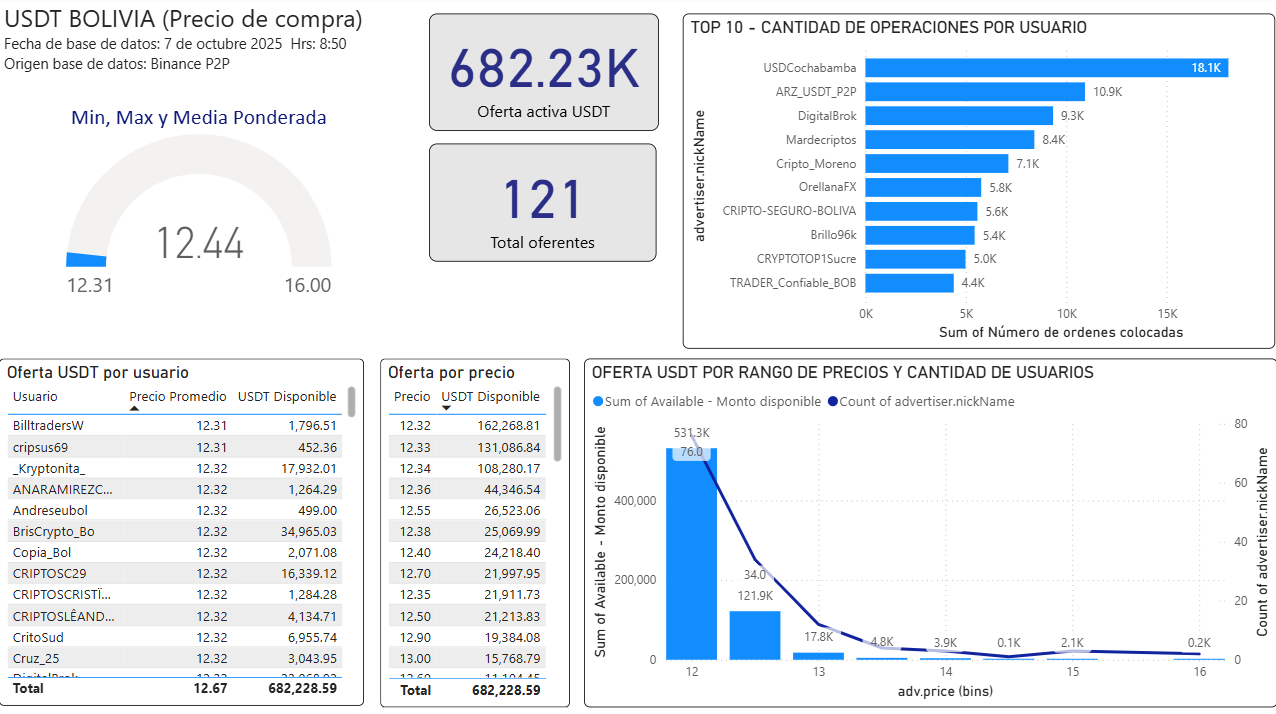 USDT BOLIVIA (Precio de compra)
Fecha de base de datos: 7 de octubre 2025 Hrs: 8:50
Origen base de datos: Binance P2P
Min, Max y Media Ponderada
12.44
12.31
16.00
682.23K
Oferta activa USDT
121
Total oferentes
TOP 10 - CANTIDAD DE OPERACIONES POR USUARIO
advertiser.nickName
USDCochabamba 18.1K
ARZ_USDT_P2P 10.9K
DigitalBrok 9.3K
Mardecriptos 8.4K
Cripto_Moreno 7.1K
OrellanaFX 5.8K
CRIPTO-SEGURO-BOLIVA 5.6K
Brillo96k 5.4K
CRYPTOTOP1Sucre 5.0K
TRADER_Confiable_BOB 4.4K
0K 5K 10K 15K
Sum of Número de ordenes colocadas
Oferta USDT por usuario
Usuario Precio Promedio USDT Disponible
BilltradersW 12.31 1,796.51
cripsus69 12.31 452.36
_Kryptonita_ 12.32 17,932.01
ANARAMIREZC... 12.32 1,264.29
Andreseubol 12.32 499.00
BrisCrypto_Bo 12.32 34,965.03
Copia_Bol 12.32 2,071.08
CRIPTOSC29 12.32 16,339.12
CRIPTOSCRISTÍ... 12.32 1,284.28
CRIPTOSLÊAND... 12.32 4,134.71
CritoSud 12.32 6,955.74
Cruz_25 12.32 3,043.95
Total 12.67 682,228.59
Oferta por precio
Precio USDT Disponible
12.32 162,268.81
12.33 131,086.84
12.34 108,280.17
12.36 44,346.54
12.55 26,523.06
12.38 25,069.99
12.40 24,218.40
12.70 21,997.95
12.35 21,911.73
12.50 21,213.83
12.90 19,384.08
13.00 15,768.79
Total 682,228.59
OFERTA USDT POR RANGO DE PRECIOS Y CANTIDAD DE USUARIOS
Sum of Available - Monto disponible Count of advertiser.nickName
Sum of Available - Monto disponible
400,000
200,000
0
531.3K
76.0
34.0
121.9K
17.8K
4.8K
3.9K
0.1K
2.1K
0.2K
80
60
40
20
0
Count of advertiser.nickName
12 13 14 15 16
adv.price (bins)